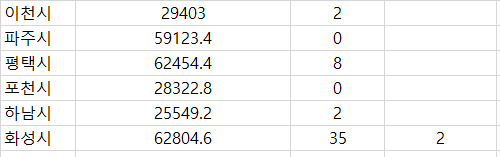 이천시 29403 2
파주시 59123.4 0
평택시 62454.4 8
포천시 28322.8 0
하남시 25549.2 2
화성시 62804.6 35 2